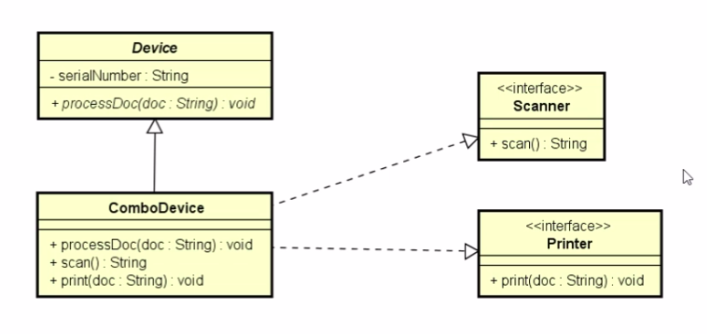 Device
- serialNumber : String
+ processDoc(doc : String) : void
<<interface>>
Scanner
+ scan() : String
ComboDevice
+ processDoc(doc : String) : void
+ scan() : String
+ print(doc : String) : void
<<interface>>
Printer
+ print(doc : String) : void